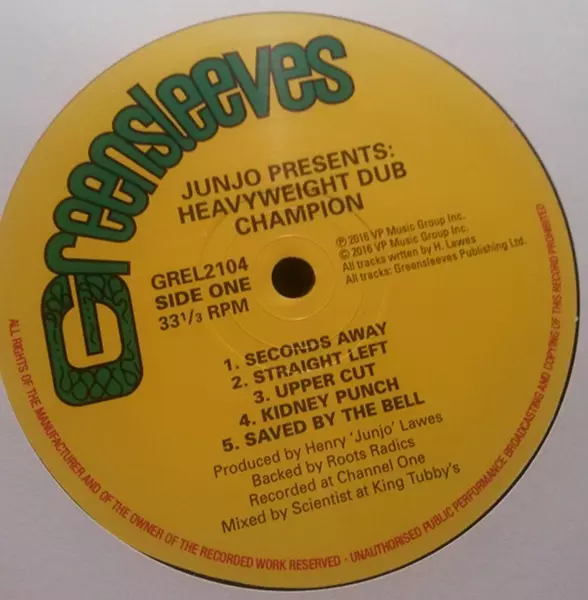 Greensleeves
JUNJO PRESENTS:
HEAVYWEIGHT DUB
CHAMPION
GREL2104
SIDE ONE
33 1/3 RPM
℗ 2016 VP Music Group Inc.
© 2016 VP Music Group Inc.
All tracks wrtten by H. Lawes
All tracks: Greensleeves Publishing Ltd.
1. SECONDS AWAY
2. STRAIGHT LEFT
3. UPPER CUT
4. KIDNEY PUNCH
5. SAVED BY THE BELL
Produced by Henry 'Junjo' Lawes
Backed by Roots Radics
Recorded at Channel One
Mixed by Scientist at King Tubby's
ALL RIGHTS OF THE MANUFACTURER AND OF THE OWNER OF THE RECORDED WORK RESERVED - UNAUTHORISED PUBLIC PERFORMANCE BROADCASTING AND COPYING OF THIS RECORD PROHIBITED